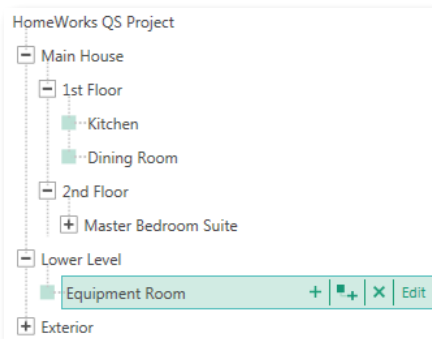 HomeWorks QS Project
Main House
1st Floor
Kitchen
Dining Room
2nd Floor
Master Bedroom Suite
Lower Level
Equipment Room Edit
Exterior